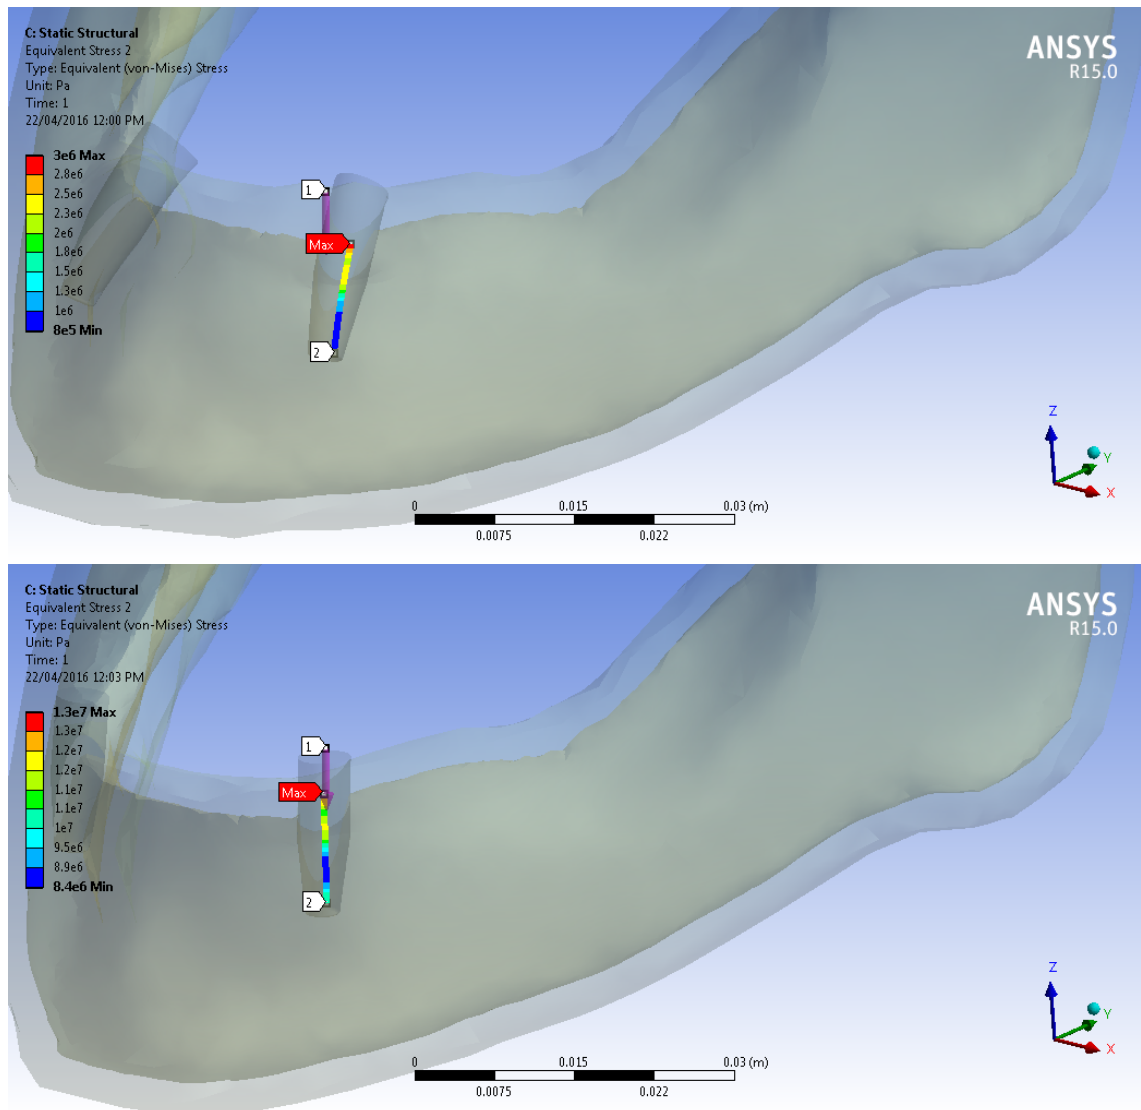 C: Static Structural
Equivalent Stress 2
Type: Equivalent (von-Mises) Stress
Unit: Pa
Time: 1
22/04/2016 12:00 PM
ANSYS
R15.0
3e6 Max
2.8e6
2.5e6
2.3e6
2e6
1.8e6
1.5e6
1.3e6
1e6
8e5 Min
1
Max
2
Z
Y
X
0 0.015 0.03 (m)
0.0075 0.022
C: Static Structural
Equivalent Stress 2
Type: Equivalent (von-Mises) Stress
Unit: Pa
Time: 1
22/04/2016 12:03 PM
ANSYS
R15.0
1.3e7 Max
1.3e7
1.2e7
1.2e7
1.1e7
1.1e7
1e7
9.5e6
8.9e6
8.4e6 Min
1
Max
2
Z
Y
X
0 0.015 0.03 (m)
0.0075 0.022